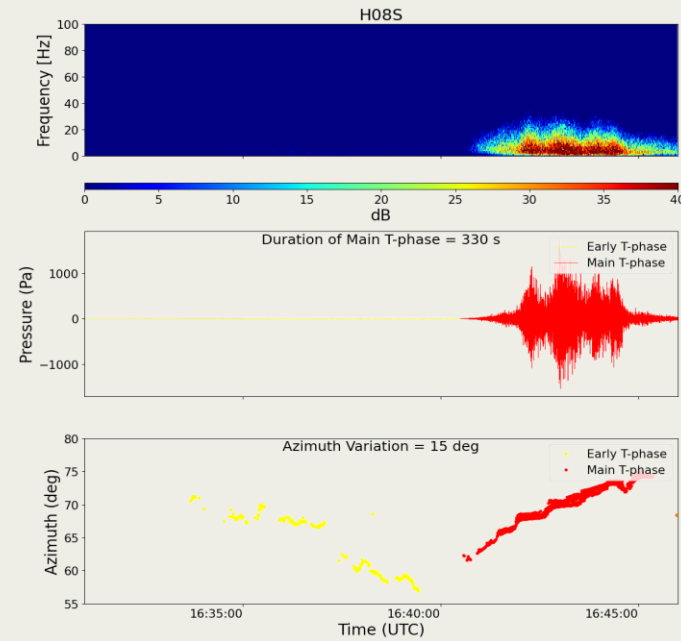 H08S
Frequency [Hz]
100
80
60
40
20
0
0 5 10 15 20 25 30 35 40
dB
Duration of Main T-phase = 330 s
Early T-phase
Main T-phase
Pressure (Pa)
1000
0
−1000
Azimuth Variation = 15 deg
Early T-phase
Main T-phase
Azimuth (deg)
80
75
70
65
60
55
16:35:00 16:40:00 16:45:00
Time (UTC)